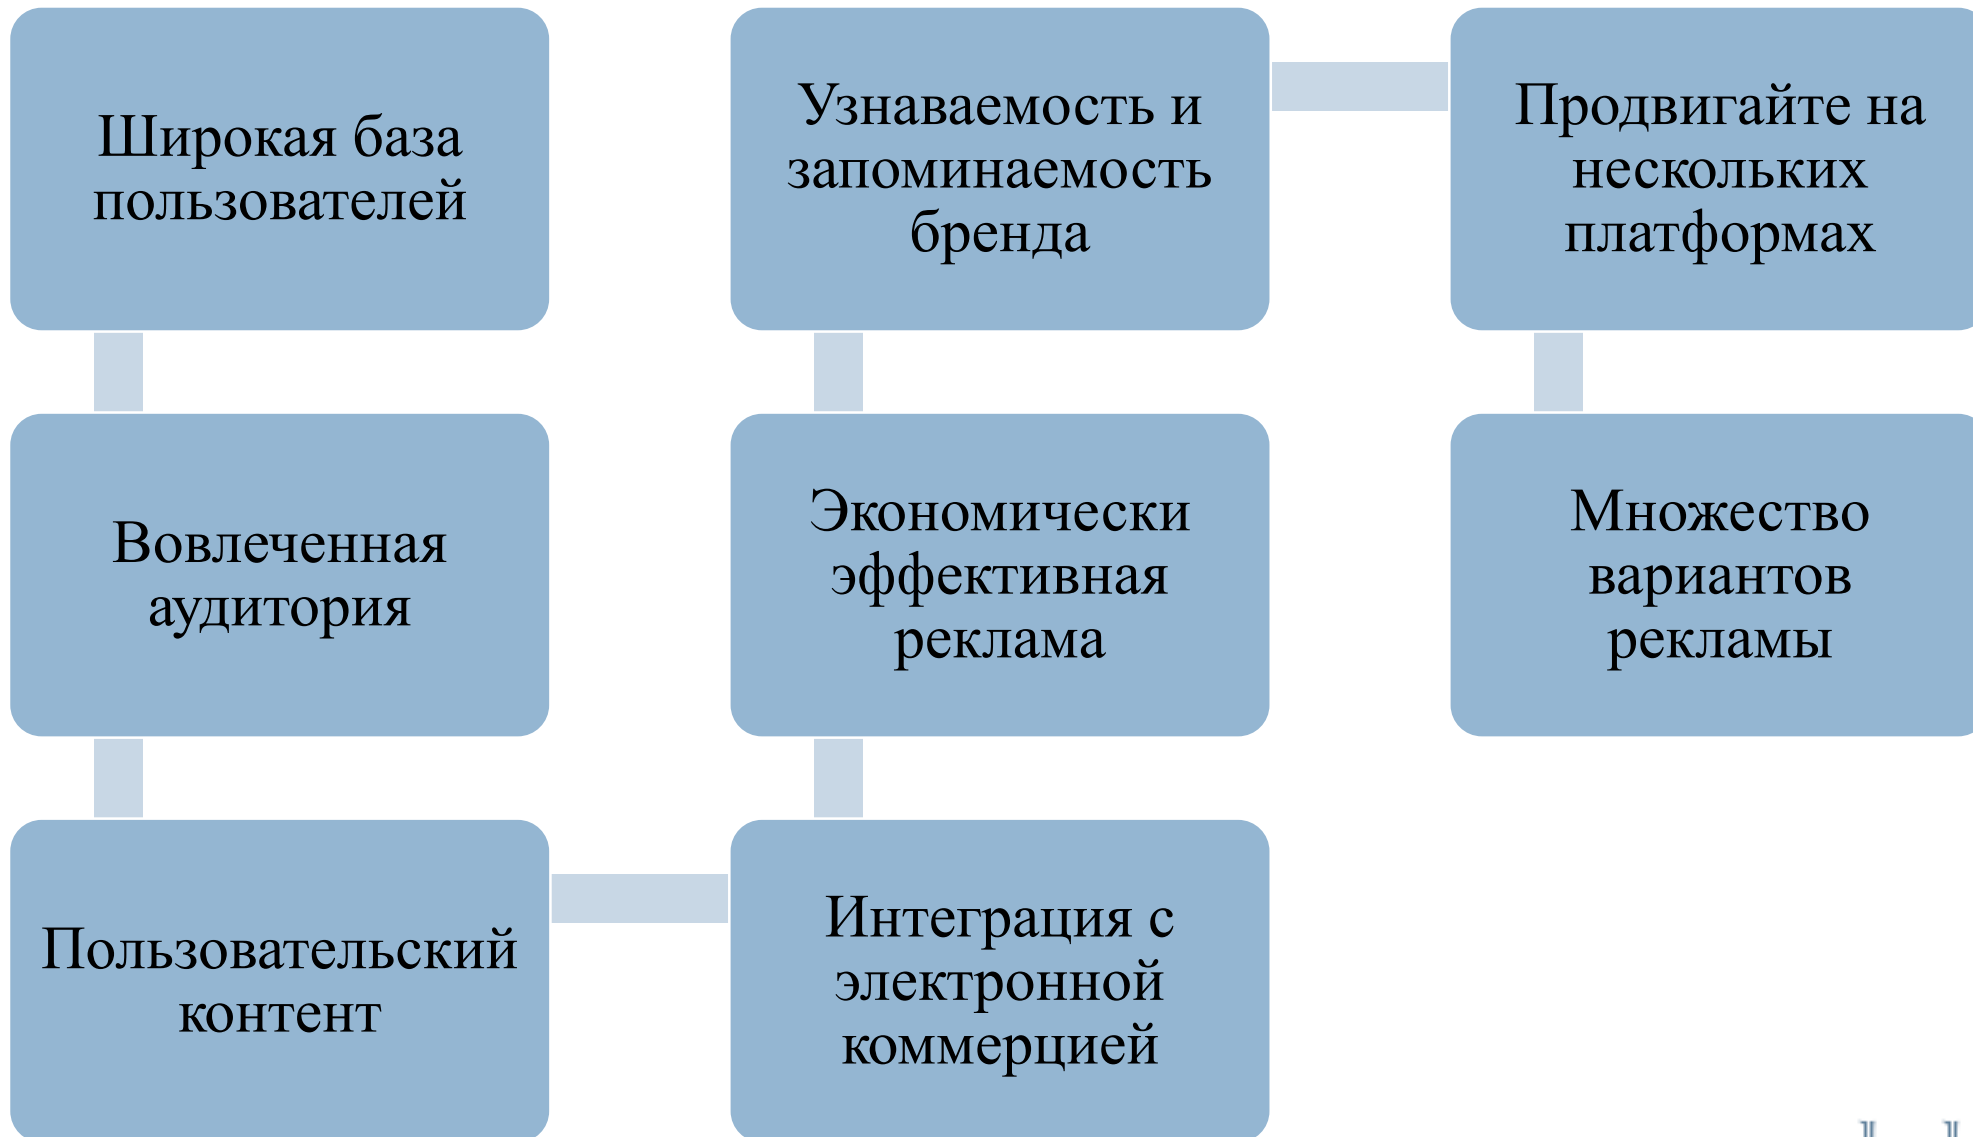 Широкая база
пользователей
Вовлеченная
аудитория
Пользовательский
контент
Интеграция с
электронной
коммерцией
Экономически
эффективная
реклама
Узнаваемость и
запоминаемость
бренда
Продвигайте на
нескольких
платформах
Множество
вариантов
рекламы